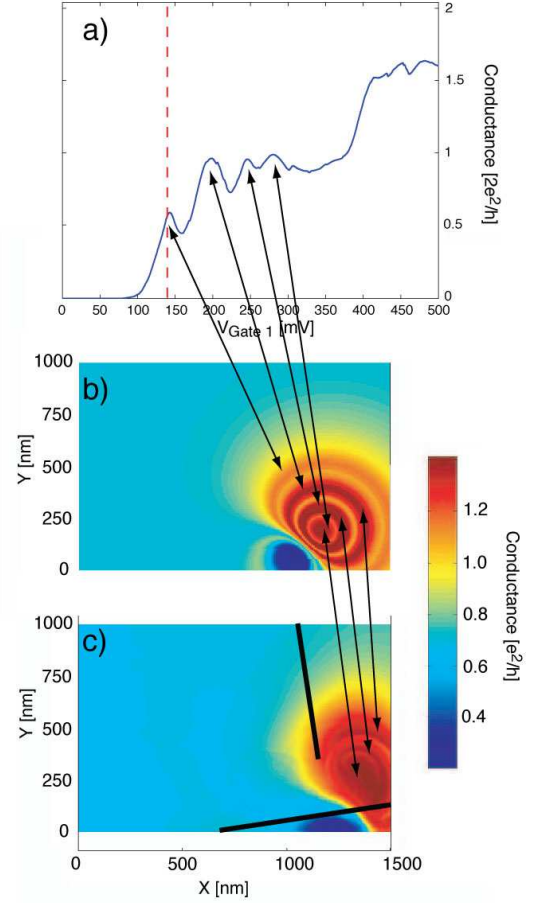 a)
2
1.5
1
0.5
0
Conductance [2e²/h]
0 50 100 150 200 250 300 350 400 450 500
V_Gate 1 [mV]
b)
1000
750
500
250
0
Y [nm]
c)
1000
750
500
250
0
Y [nm]
0 500 1000 1500
X [nm]
1.2
1.0
0.8
0.6
0.4
Conductance [e²/h]